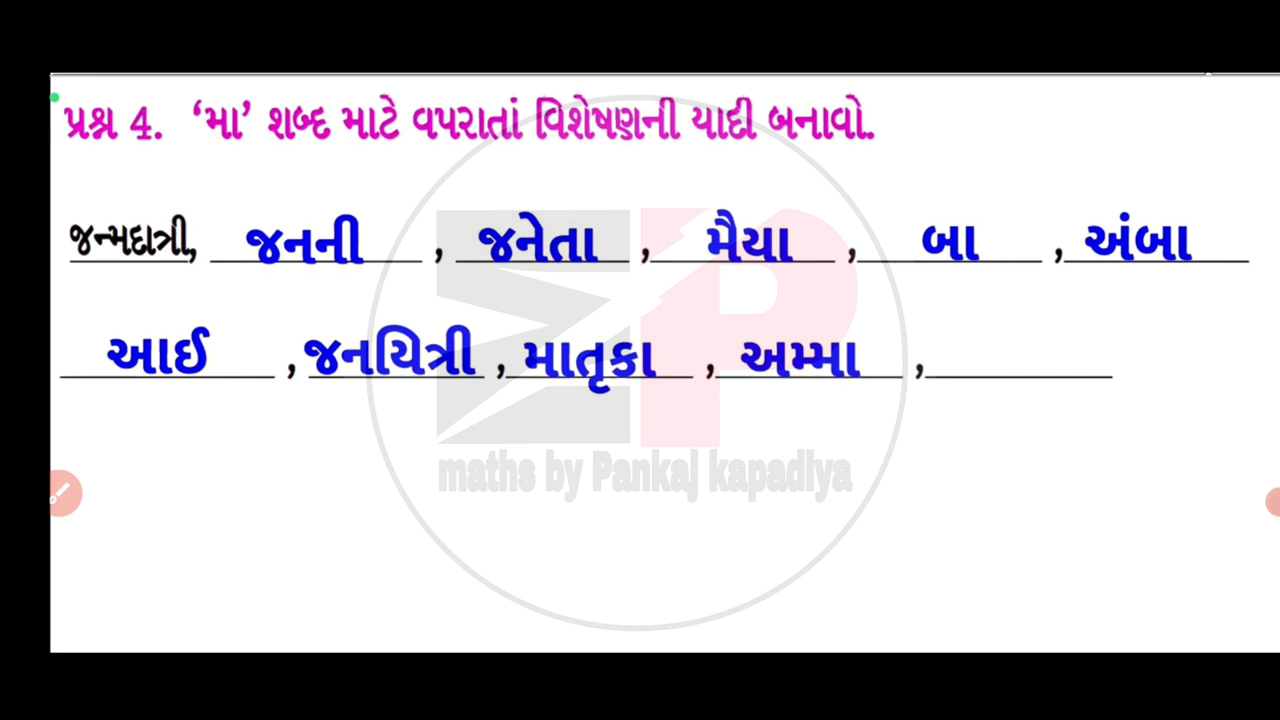 પ્રશ્ન 4. ‘મા’ શબ્દ માટે વપરાતાં વિશેષણની યાદી બનાવો.
જન્મદાત્રી, જનની , જનેતા , મૈયા , બા , અંબા
આઈ , જનયિત્રી , માતૃકા , અમ્મા ,
maths by Pankaj kapadiya